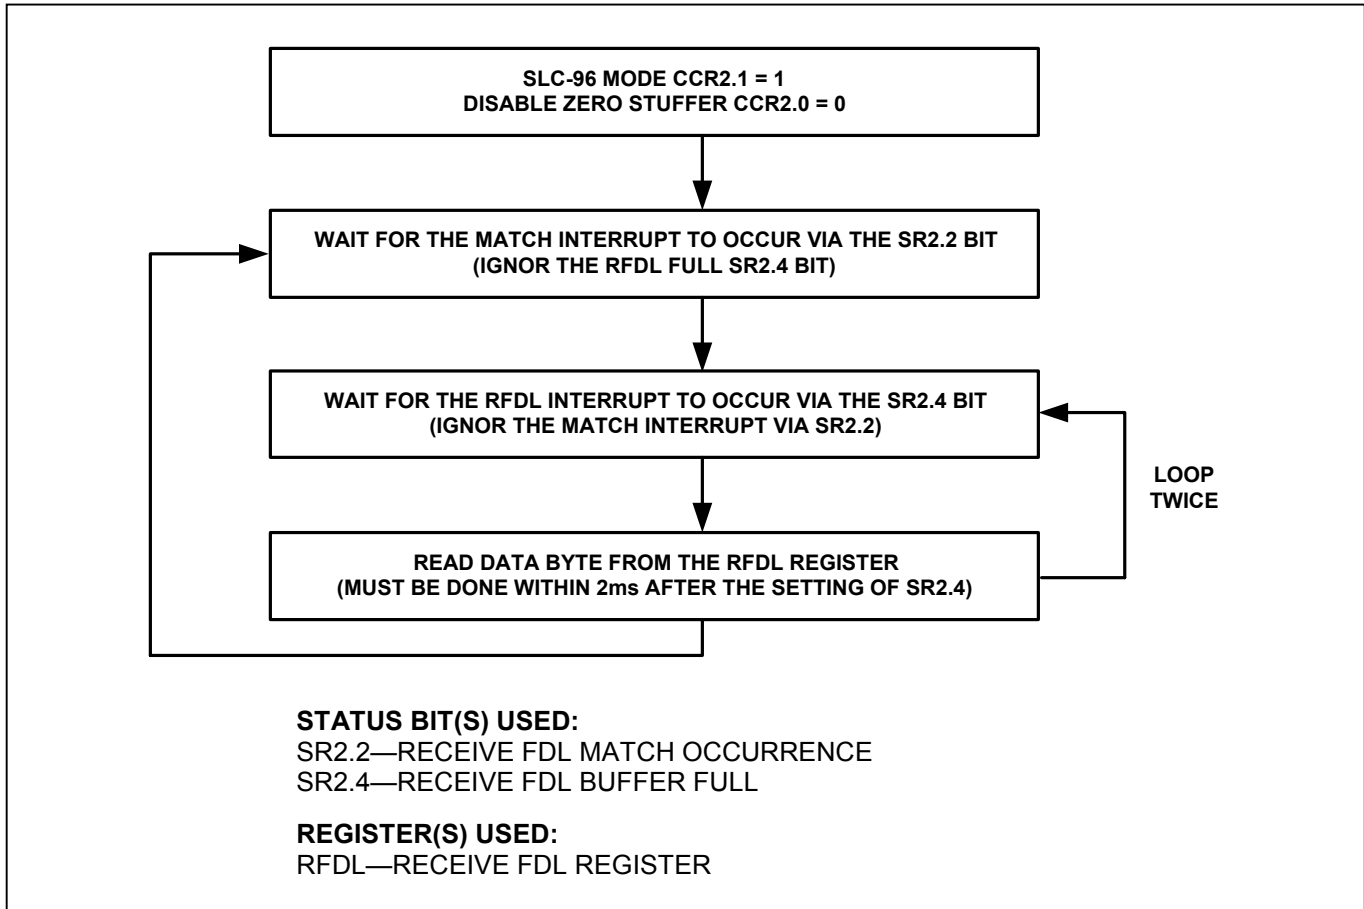 SLC-96 MODE CCR2.1 = 1
DISABLE ZERO STUFFER CCR2.0 = 0
WAIT FOR THE MATCH INTERRUPT TO OCCUR VIA THE SR2.2 BIT
(IGNOR THE RFDL FULL SR2.4 BIT)
WAIT FOR THE RFDL INTERRUPT TO OCCUR VIA THE SR2.4 BIT
(IGNOR THE MATCH INTERRUPT VIA SR2.2)
LOOP
TWICE
READ DATA BYTE FROM THE RFDL REGISTER
(MUST BE DONE WITHIN 2ms AFTER THE SETTING OF SR2.4)
STATUS BIT(S) USED:
SR2.2—RECEIVE FDL MATCH OCCURRENCE
SR2.4—RECEIVE FDL BUFFER FULL
REGISTER(S) USED:
RFDL—RECEIVE FDL REGISTER